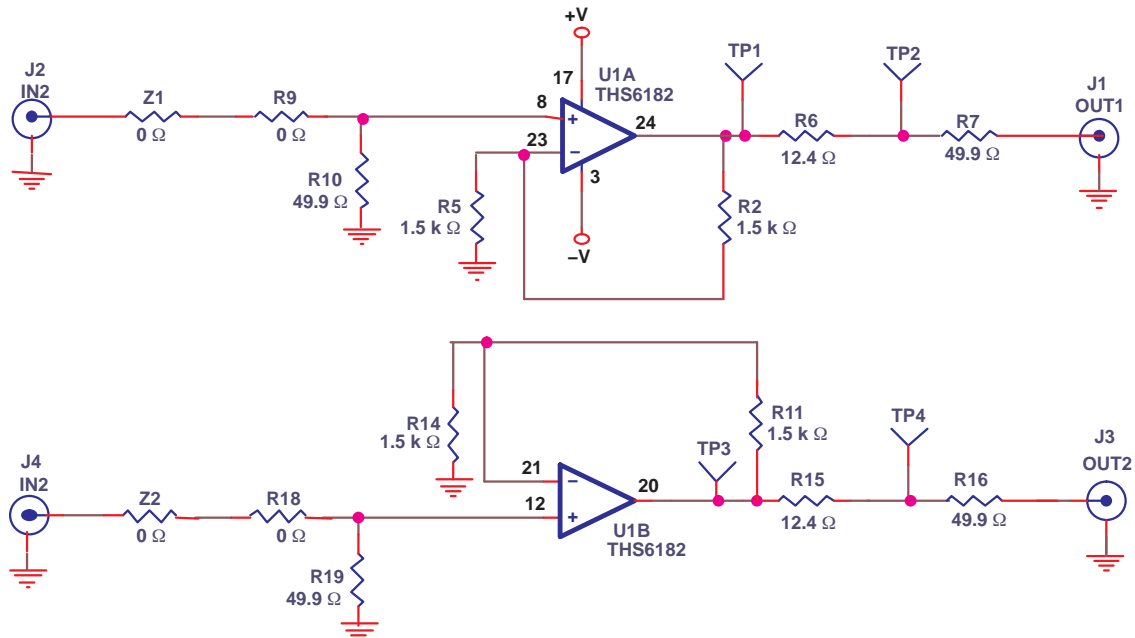 +V
J2
IN2
Z1
0 Ω
R9
0 Ω
R10
49.9 Ω
17
U1A
THS6182
8
+
23
−
24
3
−V
R5
1.5 k Ω
R2
1.5 k Ω
TP1
R6
12.4 Ω
TP2
R7
49.9 Ω
J1
OUT1
J4
IN2
Z2
0 Ω
R18
0 Ω
R19
49.9 Ω
R14
1.5 k Ω
21
−
12
+
20
U1B
THS6182
TP3
R11
1.5 k Ω
R15
12.4 Ω
TP4
R16
49.9 Ω
J3
OUT2